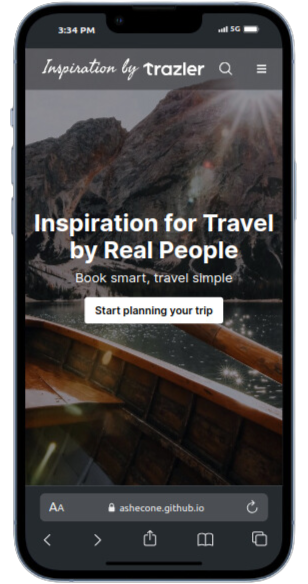 3:34 PM 5G
Inspiration by trazler
Inspiration for Travel
by Real People
Book smart, travel simple
Start planning your trip
AA ashecone.github.io